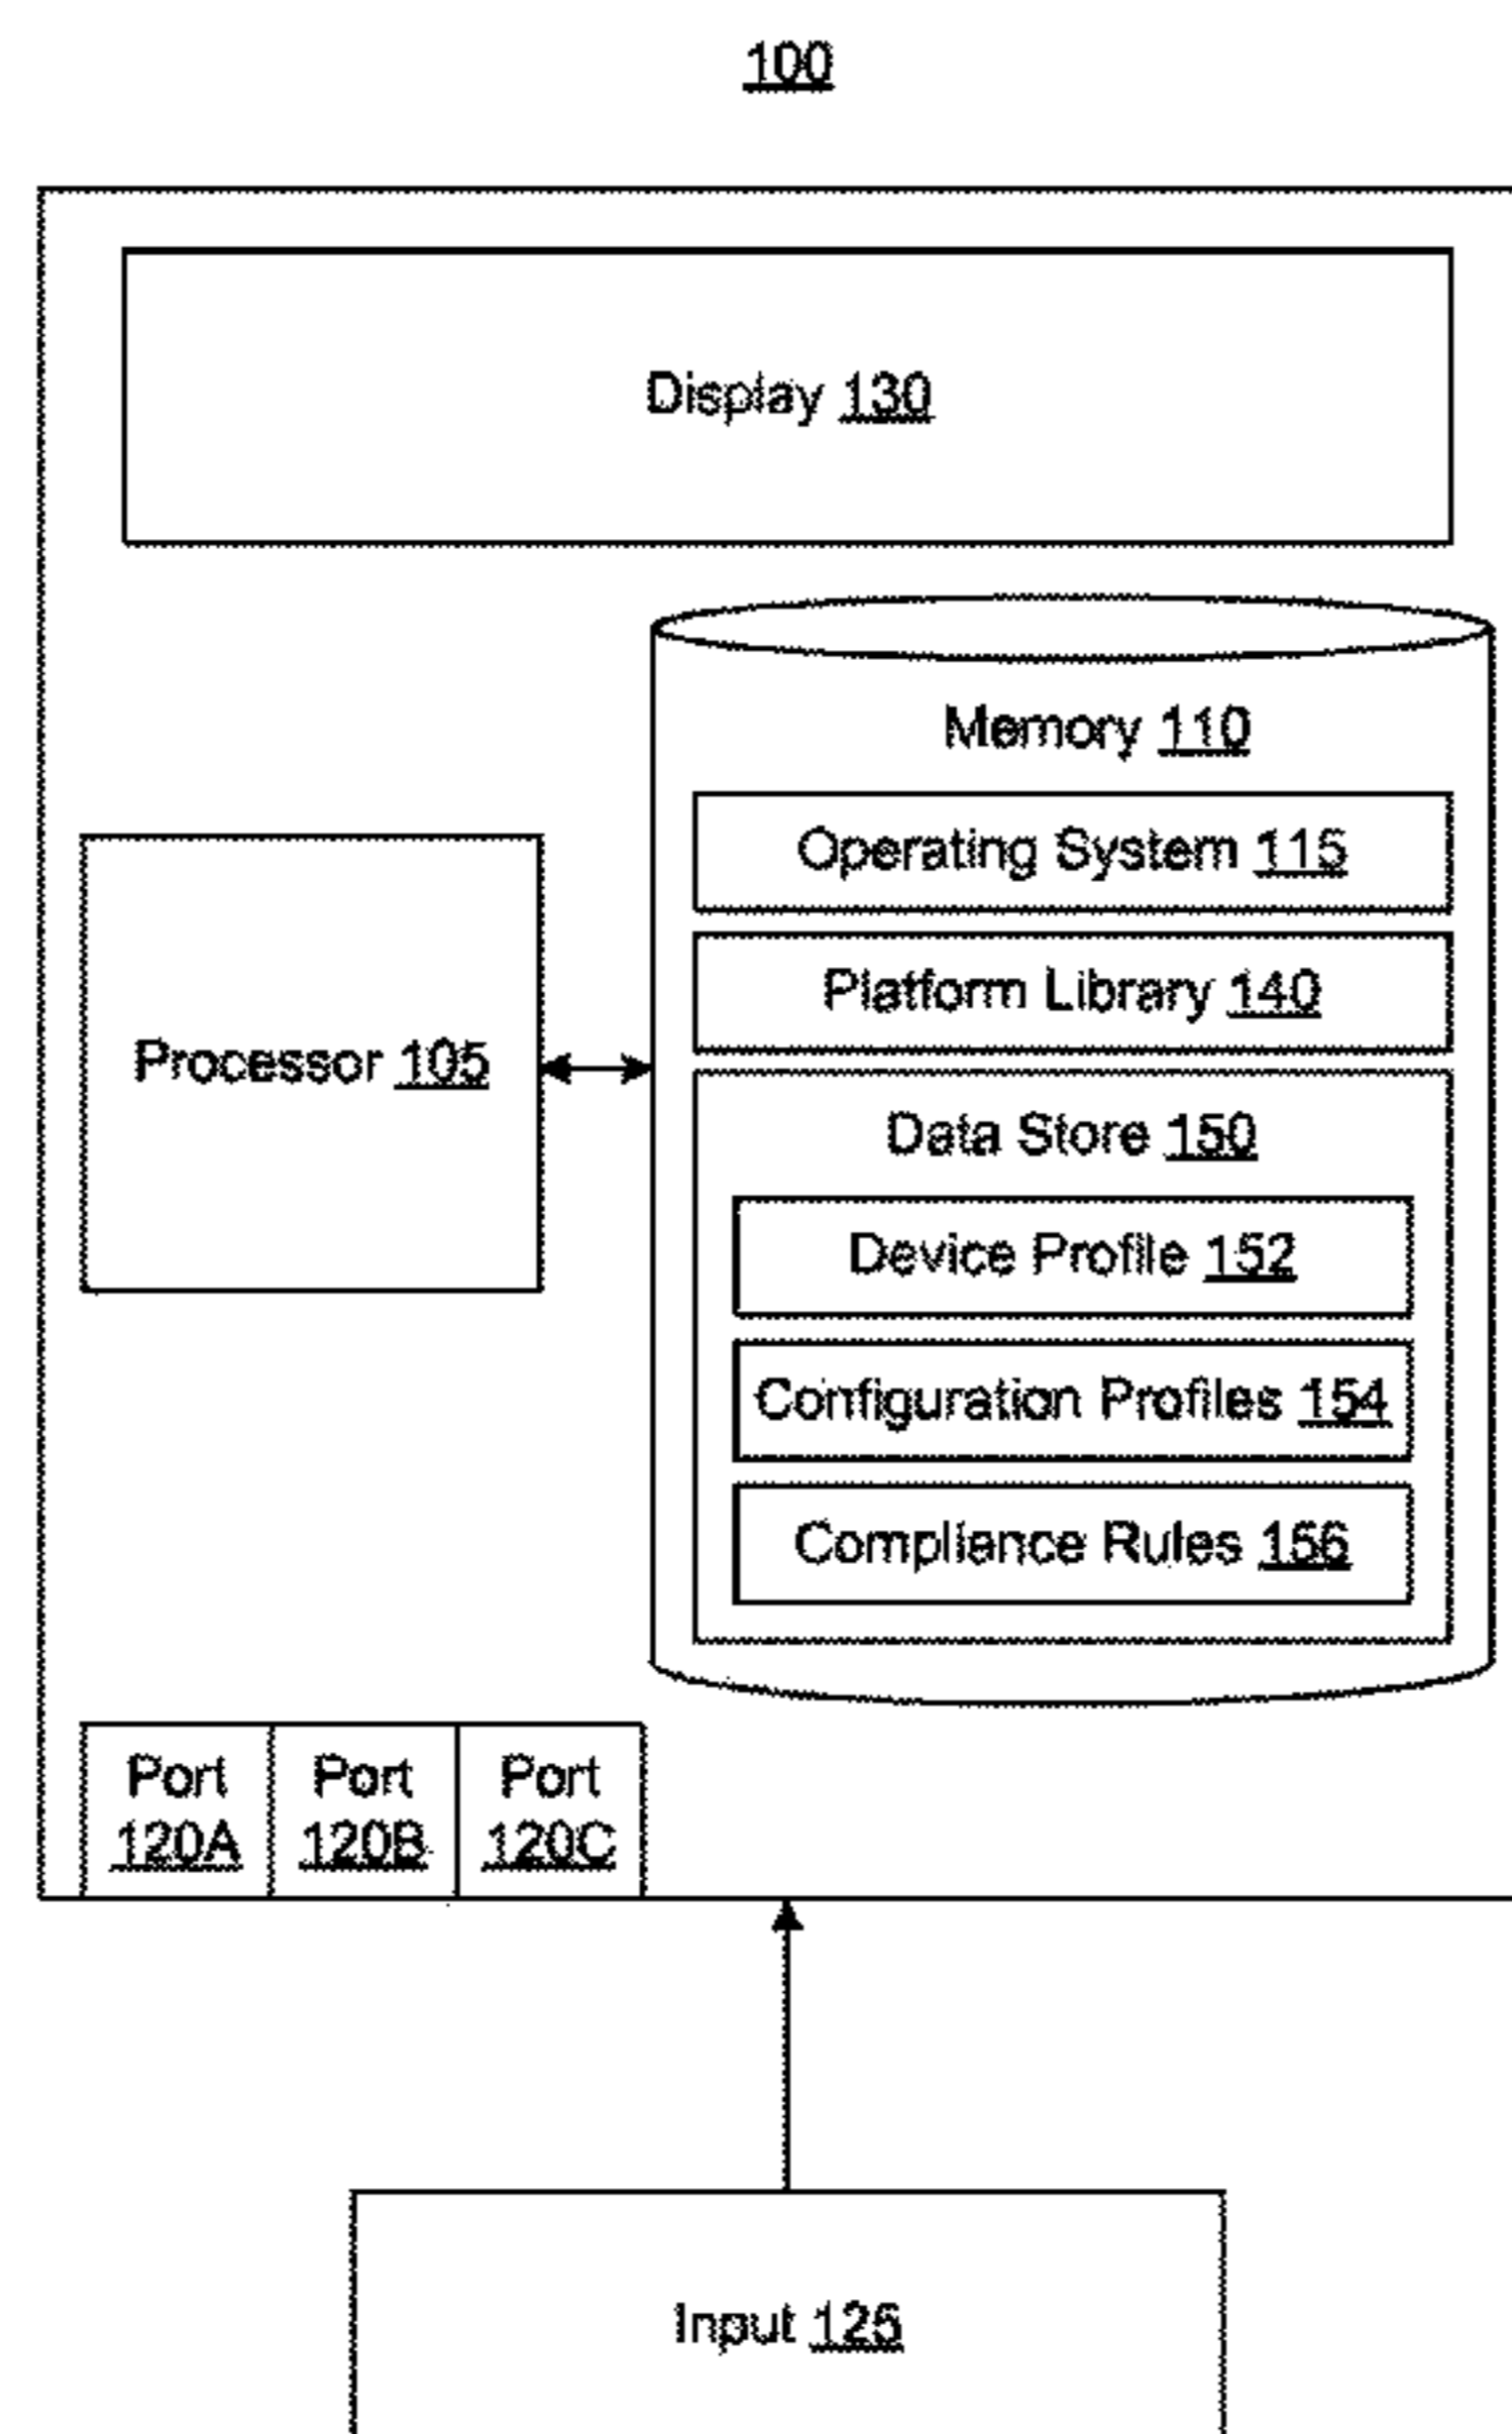 100
Display 130
Memory 110
Operating System 115
Platform Library 140
Processor 105
Data Store 150
Device Profile 152
Configuration Profiles 154
Compliance Rules 156
Port 120A
Port 120B
Port 120C
Input 125